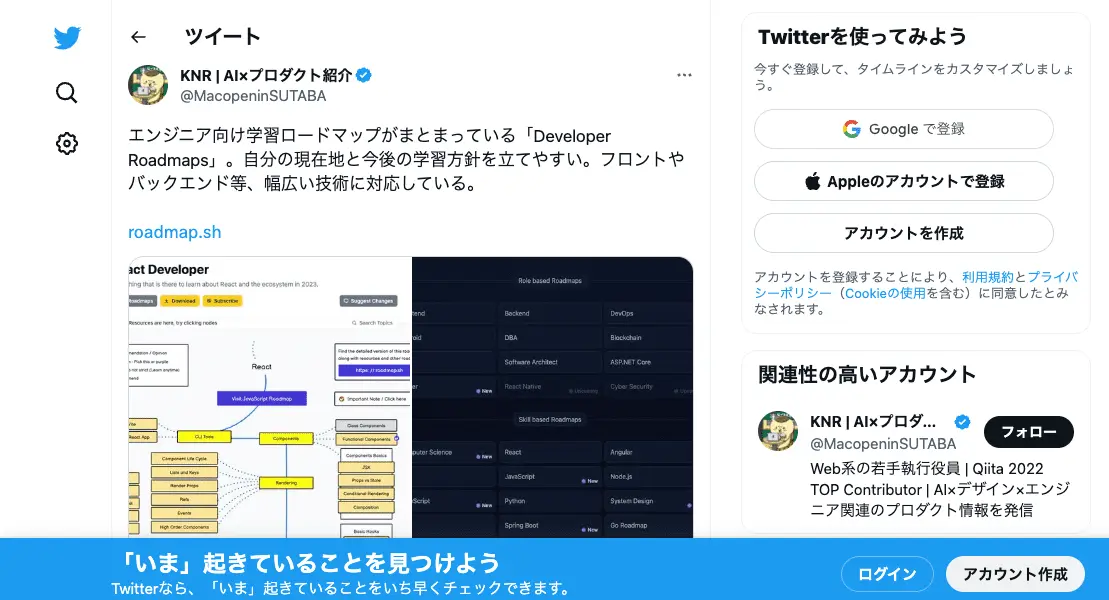 ツイート
KNR | AI×プロダクト紹介
@MacopeninSUTABA
エンジニア向け学習ロードマップがまとまっている「Developer
Roadmaps」。自分の現在地と今後の学習方針を立てやすい。フロントや
バックエンド等、幅広い技術に対応している。
roadmap.sh
act Developer
thing that is there to learn about React and the ecosystem in 2023.
Roadmaps
Download
Subscribe
Suggest Changes
Resources are here, try clicking nodes
Search Topics
Find the detailed version of this roa
along with resources and other roa
https://roadmap.sh
React
Visit JavaScript Roadmap
Important Note / Click here
React App
CLI Tools
Components
Class Components
Functional Components
Components Basics
JSX
Props vs State
Conditional Rendering
Composition
Component Life Cycle
Lists and Keys
Render Props
Refs
Events
High Order Components
Rendering
Basic Hooks
Role based Roadmaps
Backend
DevOps
DBA
Blockchain
Software Architect
ASP.NET Core
New
React Native
Upcoming
Cyber Security
Skill based Roadmaps
puter Science
New
React
Angular
JavaScript
New
Node.js
Script
New
Python
System Design
Spring Boot
New
Go Roadmap
Twitterを使ってみよう
今すぐ登録して、タイムラインをカスタマイズしましょ
う。
Google で登録
Appleのアカウントで登録
アカウントを作成
アカウントを登録することにより、利用規約とプライバ
シーポリシー（Cookieの使用を含む）に同意したとみ
なされます。
関連性の高いアカウント
KNR | AI×プロダ...
@MacopeninSUTABA
フォロー
Web系の若手執行役員 | Qiita 2022
TOP Contributor | AI×デザイン×エンジ
ニア関連のプロダクト情報を発信
「いま」起きていることを見つけよう
Twitterなら、「いま」起きていることをいち早くチェックできます。
ログイン
アカウント作成